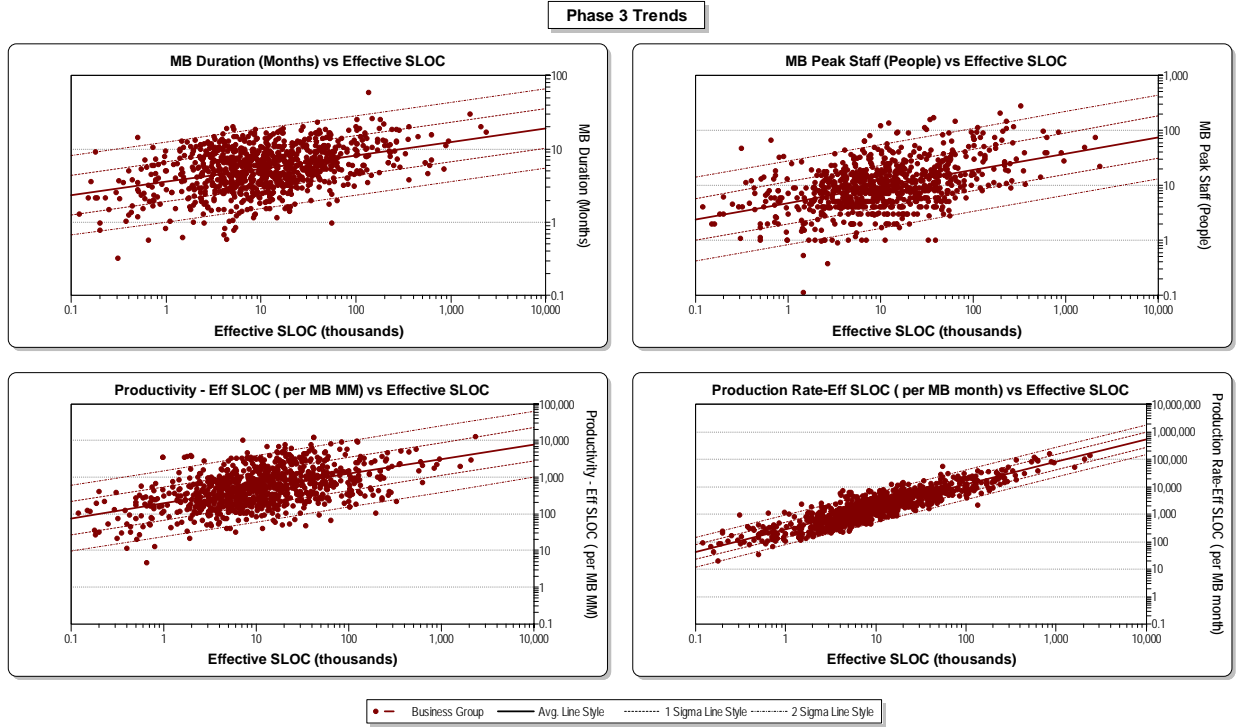 Phase 3 Trends
MB Duration (Months) vs Effective SLOC
100
10
1
0.1
MB Duration (Months)
0.1 1 10 100 1,000 10,000
Effective SLOC (thousands)
MB Peak Staff (People) vs Effective SLOC
1,000
100
10
1
0.1
MB Peak Staff (People)
0.1 1 10 100 1,000 10,000
Effective SLOC (thousands)
Productivity - Eff SLOC ( per MB MM) vs Effective SLOC
100,000
10,000
1,000
100
10
1
0.1
Productivity - Eff SLOC ( per MB MM)
0.1 1 10 100 1,000 10,000
Effective SLOC (thousands)
Production Rate-Eff SLOC ( per MB month) vs Effective SLOC
10,000,000
1,000,000
100,000
10,000
1,000
100
10
1
0.1
Production Rate-Eff SLOC ( per MB month)
0.1 1 10 100 1,000 10,000
Effective SLOC (thousands)
Business Group Avg. Line Style 1 Sigma Line Style 2 Sigma Line Style